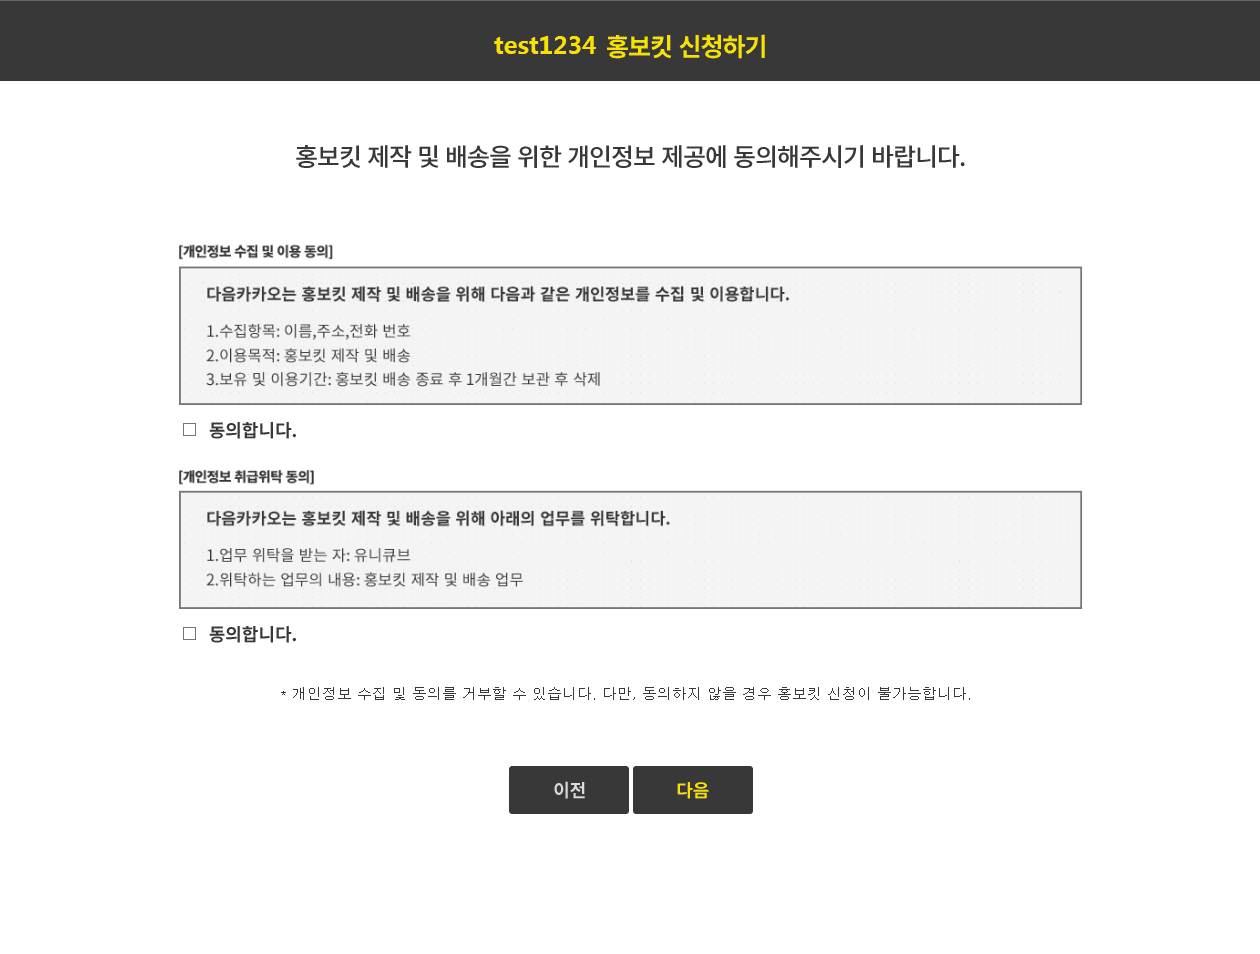 test1234 홍보킷 신청하기
홍보킷 제작 및 배송을 위한 개인정보 제공에 동의해주시기 바랍니다.
[개인정보 수집 및 이용 동의]
다음카카오는 홍보킷 제작 및 배송을 위해 다음과 같은 개인정보를 수집 및 이용합니다.
1.수집항목: 이름,주소,전화 번호
2.이용목적: 홍보킷 제작 및 배송
3.보유 및 이용기간: 홍보킷 배송 종료 후 1개월간 보관 후 삭제
동의합니다.
[개인정보 취급위탁 동의]
다음카카오는 홍보킷 제작 및 배송을 위해 아래의 업무를 위탁합니다.
1.업무 위탁을 받는 자: 유니큐브
2.위탁하는 업무의 내용: 홍보킷 제작 및 배송 업무
동의합니다.
* 개인정보 수집 및 동의를 거부할 수 있습니다. 다만, 동의하지 않을 경우 홍보킷 신청이 불가능합니다.
이전 다음